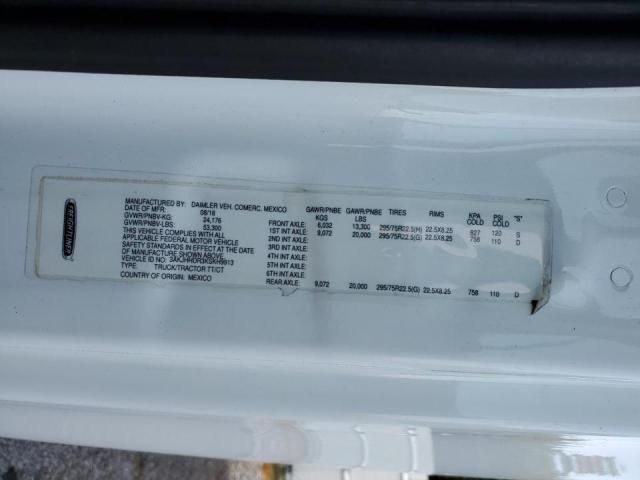 FREIGHTLINER
MANUFACTURED BY: DAIMLER VEH. COMERC. MEXICO
DATE OF MFR: 08/18
GVWR/PNBV-KG: 24,176
GVWR/PNBV-LBS: 53,300
THIS VEHICLE COMPLIES WITH ALL
APPLICABLE FEDERAL MOTOR VEHICLE
SAFETY STANDARDS IN EFFECT AT THE DATE
OF MANUFACTURE SHOWN ABOVE.
VEHICLE ID NO.: 3AKJHHDR3KSKH9913
TYPE: TRUCK/TRACTOR TT/CT
COUNTRY OF ORIGIN: MEXICO
GAWR/PNBE GAWR/PNBE TIRES RIMS KPA PSI "S"
KGS LBS COLD COLD
FRONT AXLE: 6,032 13,300 295/75R22.5(H) 22.5X8.25 827 120 S
1ST INT AXLE: 9,072 20,000 295/75R22.5(G) 22.5X8.25 758 110 D
2ND INT AXLE:
3RD INT AXLE:
4TH INT AXLE:
5TH INT AXLE:
6TH INT AXLE:
REAR AXLE: 9,072 20,000 295/75R22.5(G) 22.5X8.25 758 110 D